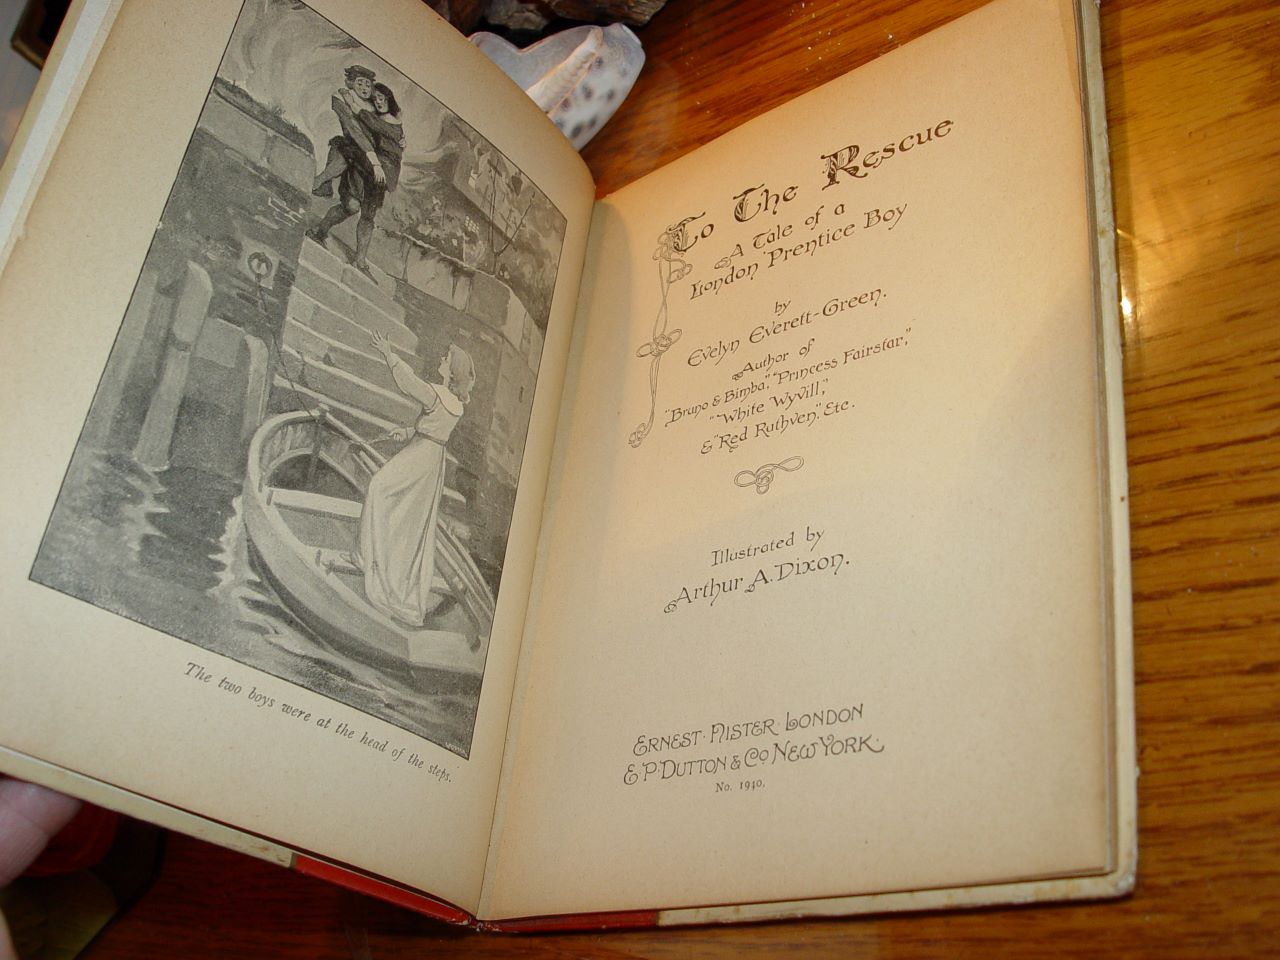 The two boys were at the head of the steps.
To The Rescue
A Tale of a
London Prentice Boy
by
Evelyn Everett-Green.
Author of
"Bruno & Bimba," "Princess Fairstar,"
"White Wyvill,"
& "Red Ruthven," Etc.
Illustrated by
Arthur A. Dixon.
ERNEST · NISTER · LONDON
E · P · DUTTON & Co NEW YORK ·
No. 1940.